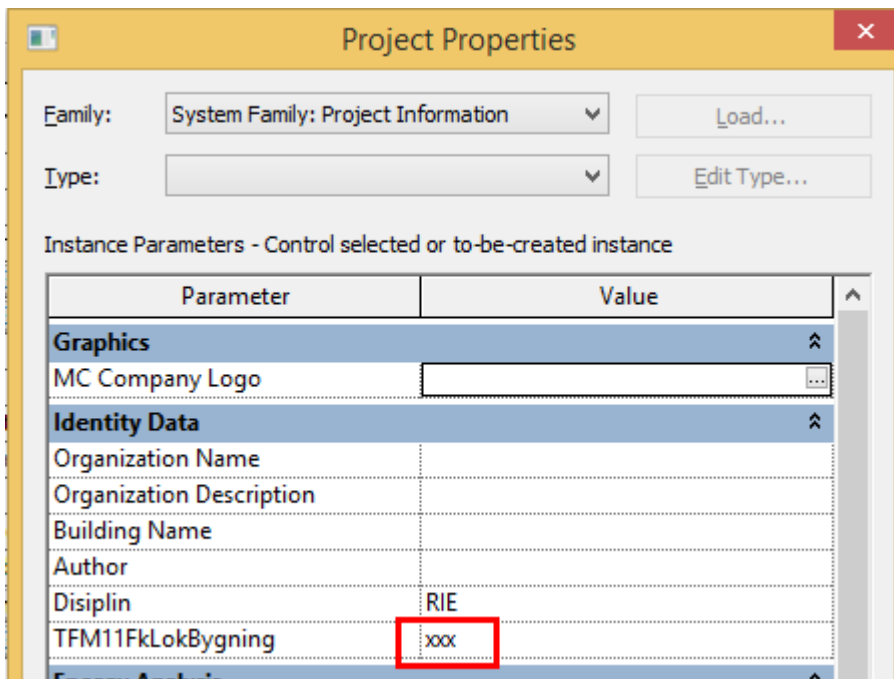 Project Properties
Family: System Family: Project Information Load...
Type: Edit Type...
Instance Parameters - Control selected or to-be-created instance
Parameter Value
Graphics
MC Company Logo ...
Identity Data
Organization Name
Organization Description
Building Name
Author
Disiplin RIE
TFM11FkLokBygning xxx
Energy Analysis